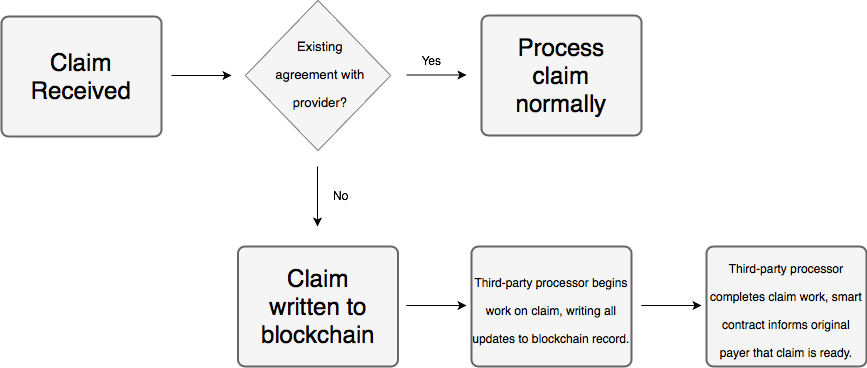 Claim
Received
Existing
agreement with
provider?
Yes
Process
claim
normally
No
Claim
written to
blockchain
Third-party processor begins
work on claim, writing all
updates to blockchain record.
Third-party processor
completes claim work, smart
contract informs original
payer that claim is ready.